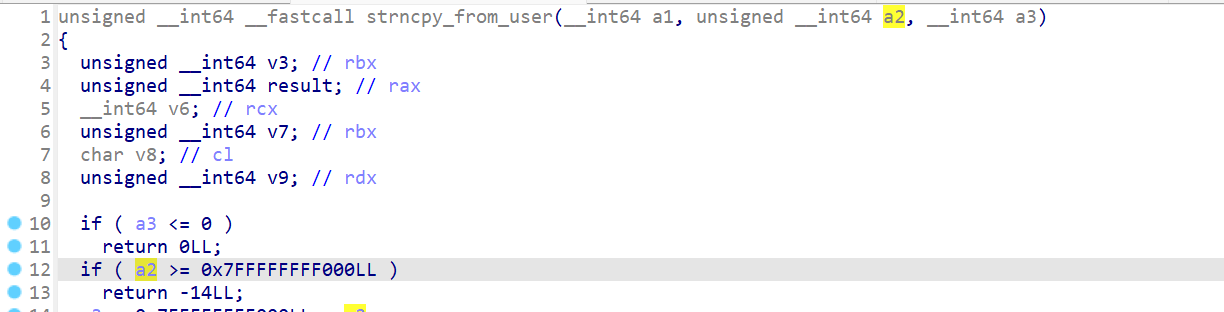 1 unsigned __int64 __fastcall strncpy_from_user(__int64 a1, unsigned __int64 a2, __int64 a3)
2 {
3 unsigned __int64 v3; // rbx
4 unsigned __int64 result; // rax
5 __int64 v6; // rcx
6 unsigned __int64 v7; // rbx
7 char v8; // cl
8 unsigned __int64 v9; // rdx
9
10 if ( a3 <= 0 )
11 return 0LL;
12 if ( a2 >= 0x7FFFFFFFF000LL )
13 return -14LL;